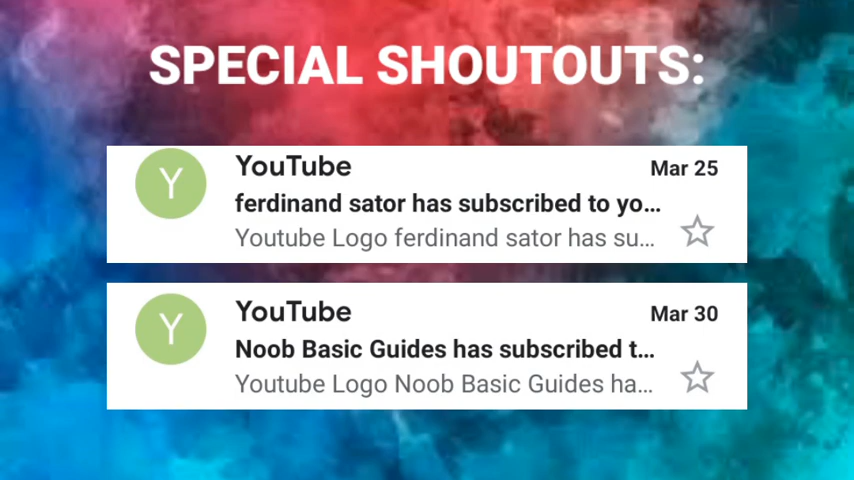 SPECIAL SHOUTOUTS:
Y
YouTube
Mar 25
ferdinand sator has subscribed to yo...
Youtube Logo ferdinand sator has su...
Y
YouTube
Mar 30
Noob Basic Guides has subscribed t...
Youtube Logo Noob Basic Guides ha...